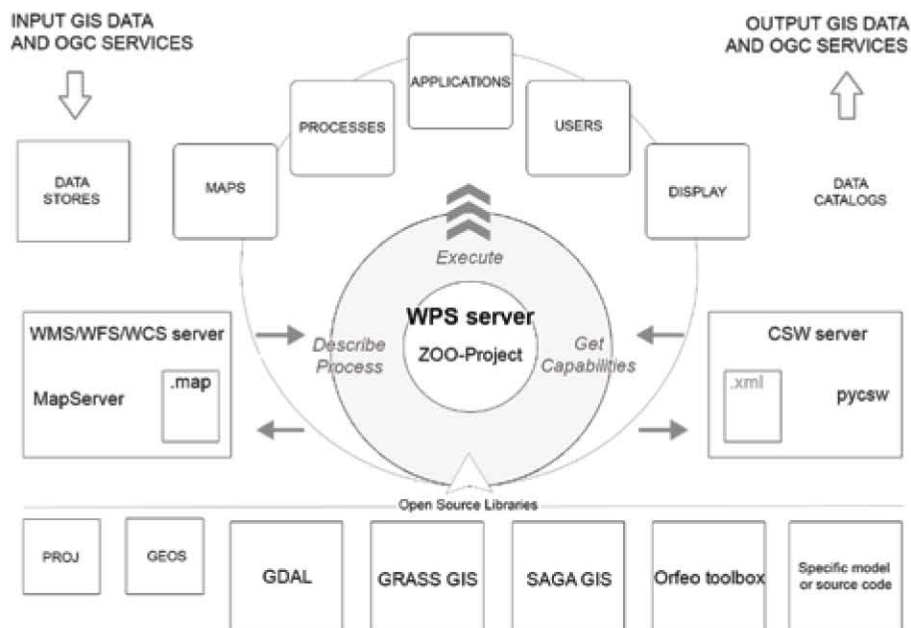 INPUT GIS DATA
AND OGC SERVICES
OUTPUT GIS DATA
AND OGC SERVICES
APPLICATIONS
PROCESSES
USERS
DATA
STORES
MAPS
DISPLAY
DATA
CATALOGS
Execute
WMS/WFS/WCS server
.map
MapServer
Describe
Process
WPS server
ZOO-Project
Get
Capabilities
CSW server
.xml
pycsw
Open Source Libraries
PROJ
GEOS
GDAL
GRASS GIS
SAGA GIS
Orfeo toolbox
Specific model
or source code